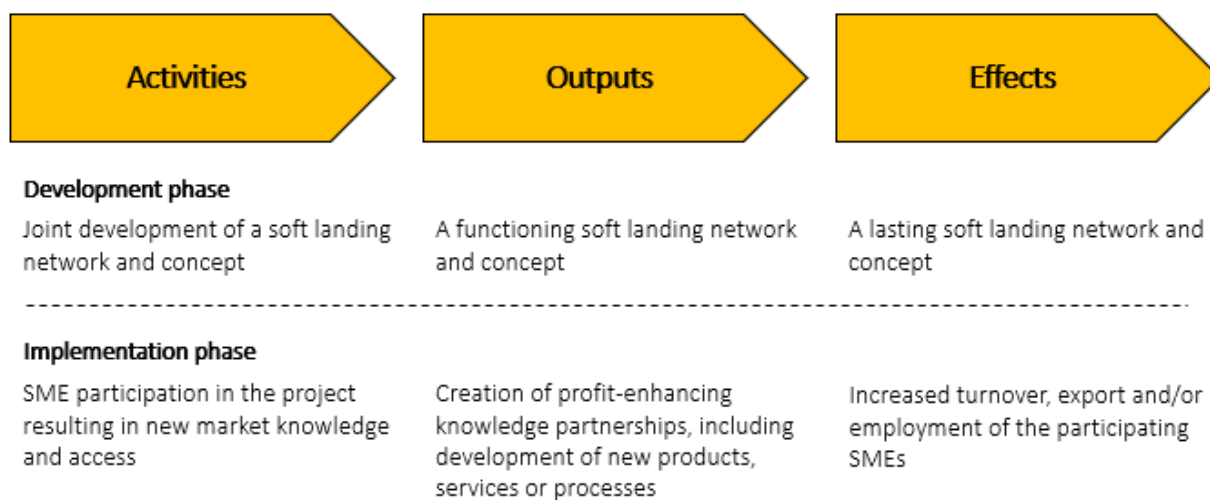 Activities
Outputs
Effects
Development phase
Joint development of a soft landing
network and concept
A functioning soft landing network
and concept
A lasting soft landing network and
concept
Implementation phase
SME participation in the project
resulting in new market knowledge
and access
Creation of profit-enhancing
knowledge partnerships, including
development of new products,
services or processes
Increased turnover, export and/or
employment of the participating
SMEs